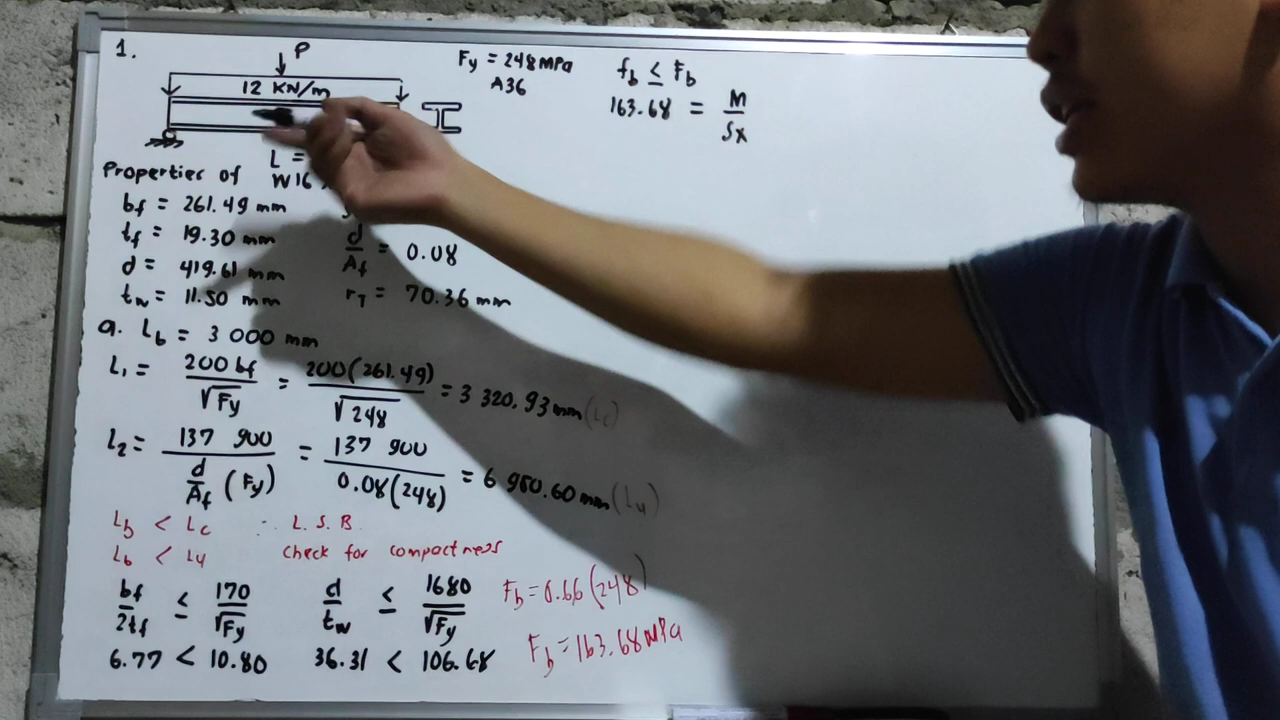 1.
P
12 KN/m
L =
Fy = 248 MPa
A36
fb ≤ Fb
163.68 = M/Sx
Properties of W16
bf = 261.49 mm
tf = 19.30 mm
d = 419.61 mm
tw = 11.50 mm
d/Af = 0.08
rT = 70.36 mm
a. Lb = 3 000 mm
L1 = 200 bf/√Fy = 200(261.49)/√248 = 3 320.93 mm (Lc)
L2 = 137 900/(d/Af (Fy)) = 137 900/0.08(248) = 6 950.60 mm (Lu)
Lb < Lc ∴ L.S.B.
Lb < Lu Check for compactness
bf/2tf ≤ 170/√Fy d/tw ≤ 1680/√Fy
6.77 < 10.80 36.31 < 106.68
Fb = 0.66(248)
Fb = 163.68 MPa